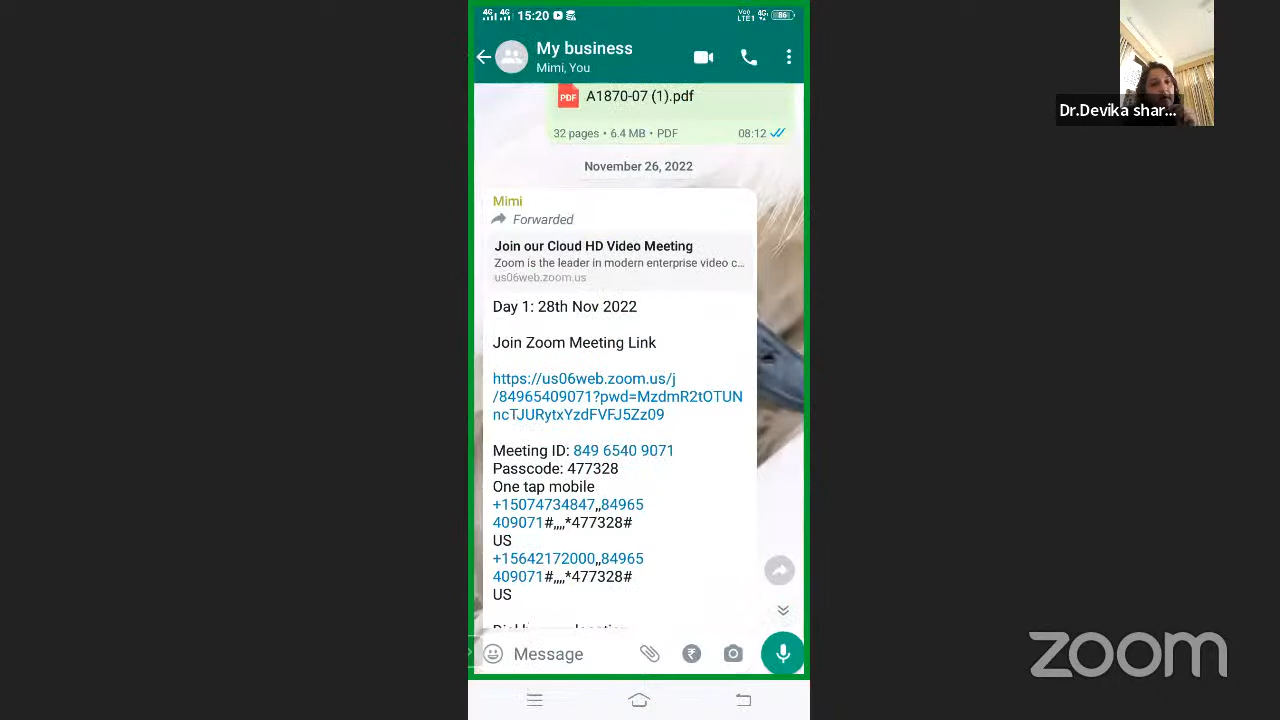 15:20
86
My business
Mimi, You
PDF
A1870-07 (1).pdf
32 pages • 6.4 MB • PDF
08:12
November 26, 2022
Mimi
Forwarded
Join our Cloud HD Video Meeting
Zoom is the leader in modern enterprise video c...
us06web.zoom.us
Day 1: 28th Nov 2022
Join Zoom Meeting Link
https://us06web.zoom.us/j
/84965409071?pwd=MzdmR2tOTUN
ncTJURytxYzdFVFJ5Zz09
Meeting ID: 849 6540 9071
Passcode: 477328
One tap mobile
+15074734847,,84965
409071#,,,,*477328#
US
+15642172000,,84965
409071#,,,,*477328#
US
Message
Dr.Devika shar...
zoom